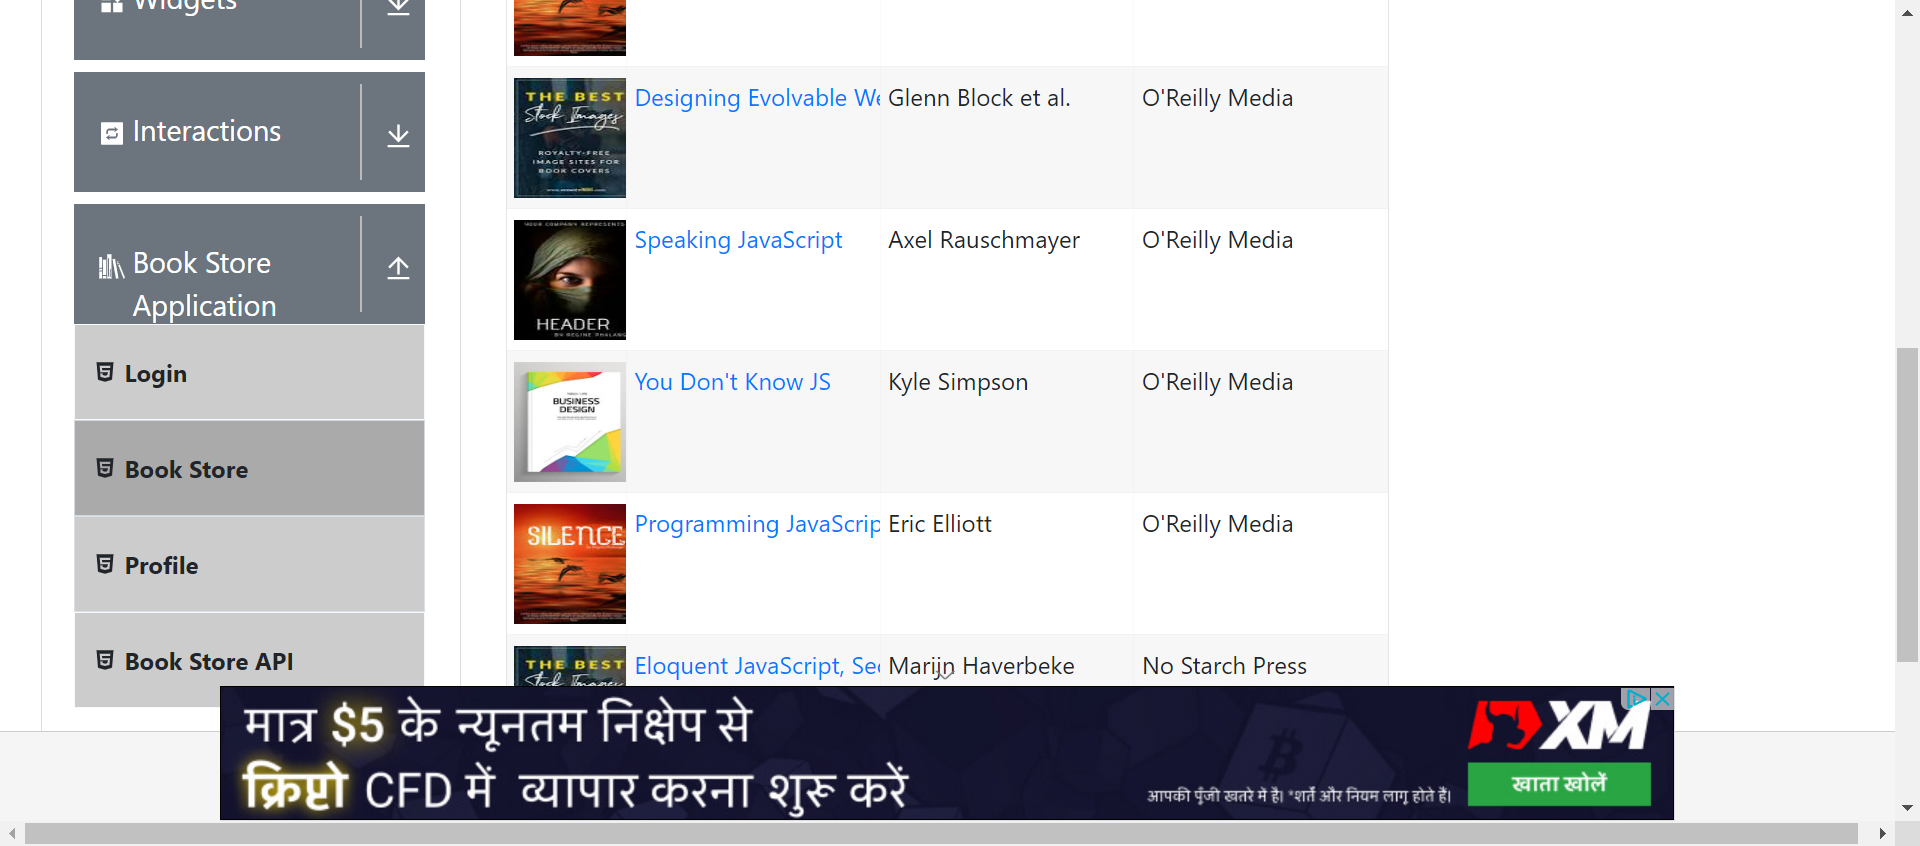 Widgets
Interactions
Book Store
Application
Login
Book Store
Profile
Book Store API
THE BEST
Stock Images
ROYALTY-FREE
IMAGE SITES FOR
BOOK COVERS
Designing Evolvable We
Glenn Block et al.
O'Reilly Media
YOUR COMPANY REPRESENTS
HEADER
Speaking JavaScript
Axel Rauschmayer
O'Reilly Media
BUSINESS
DESIGN
You Don't Know JS
Kyle Simpson
O'Reilly Media
SILENCE
Programming JavaScrip
Eric Elliott
O'Reilly Media
THE BEST
Stock Images
Eloquent JavaScript, Sec
Marijn Haverbeke
No Starch Press
मात्र $5 के न्यूनतम निक्षेप से
क्रिप्टो CFD में व्यापार करना शुरू करें
आपकी पूँजी खतरे में है। *शर्तें और नियम लागू होते हैं।
XM
खाता खोलें